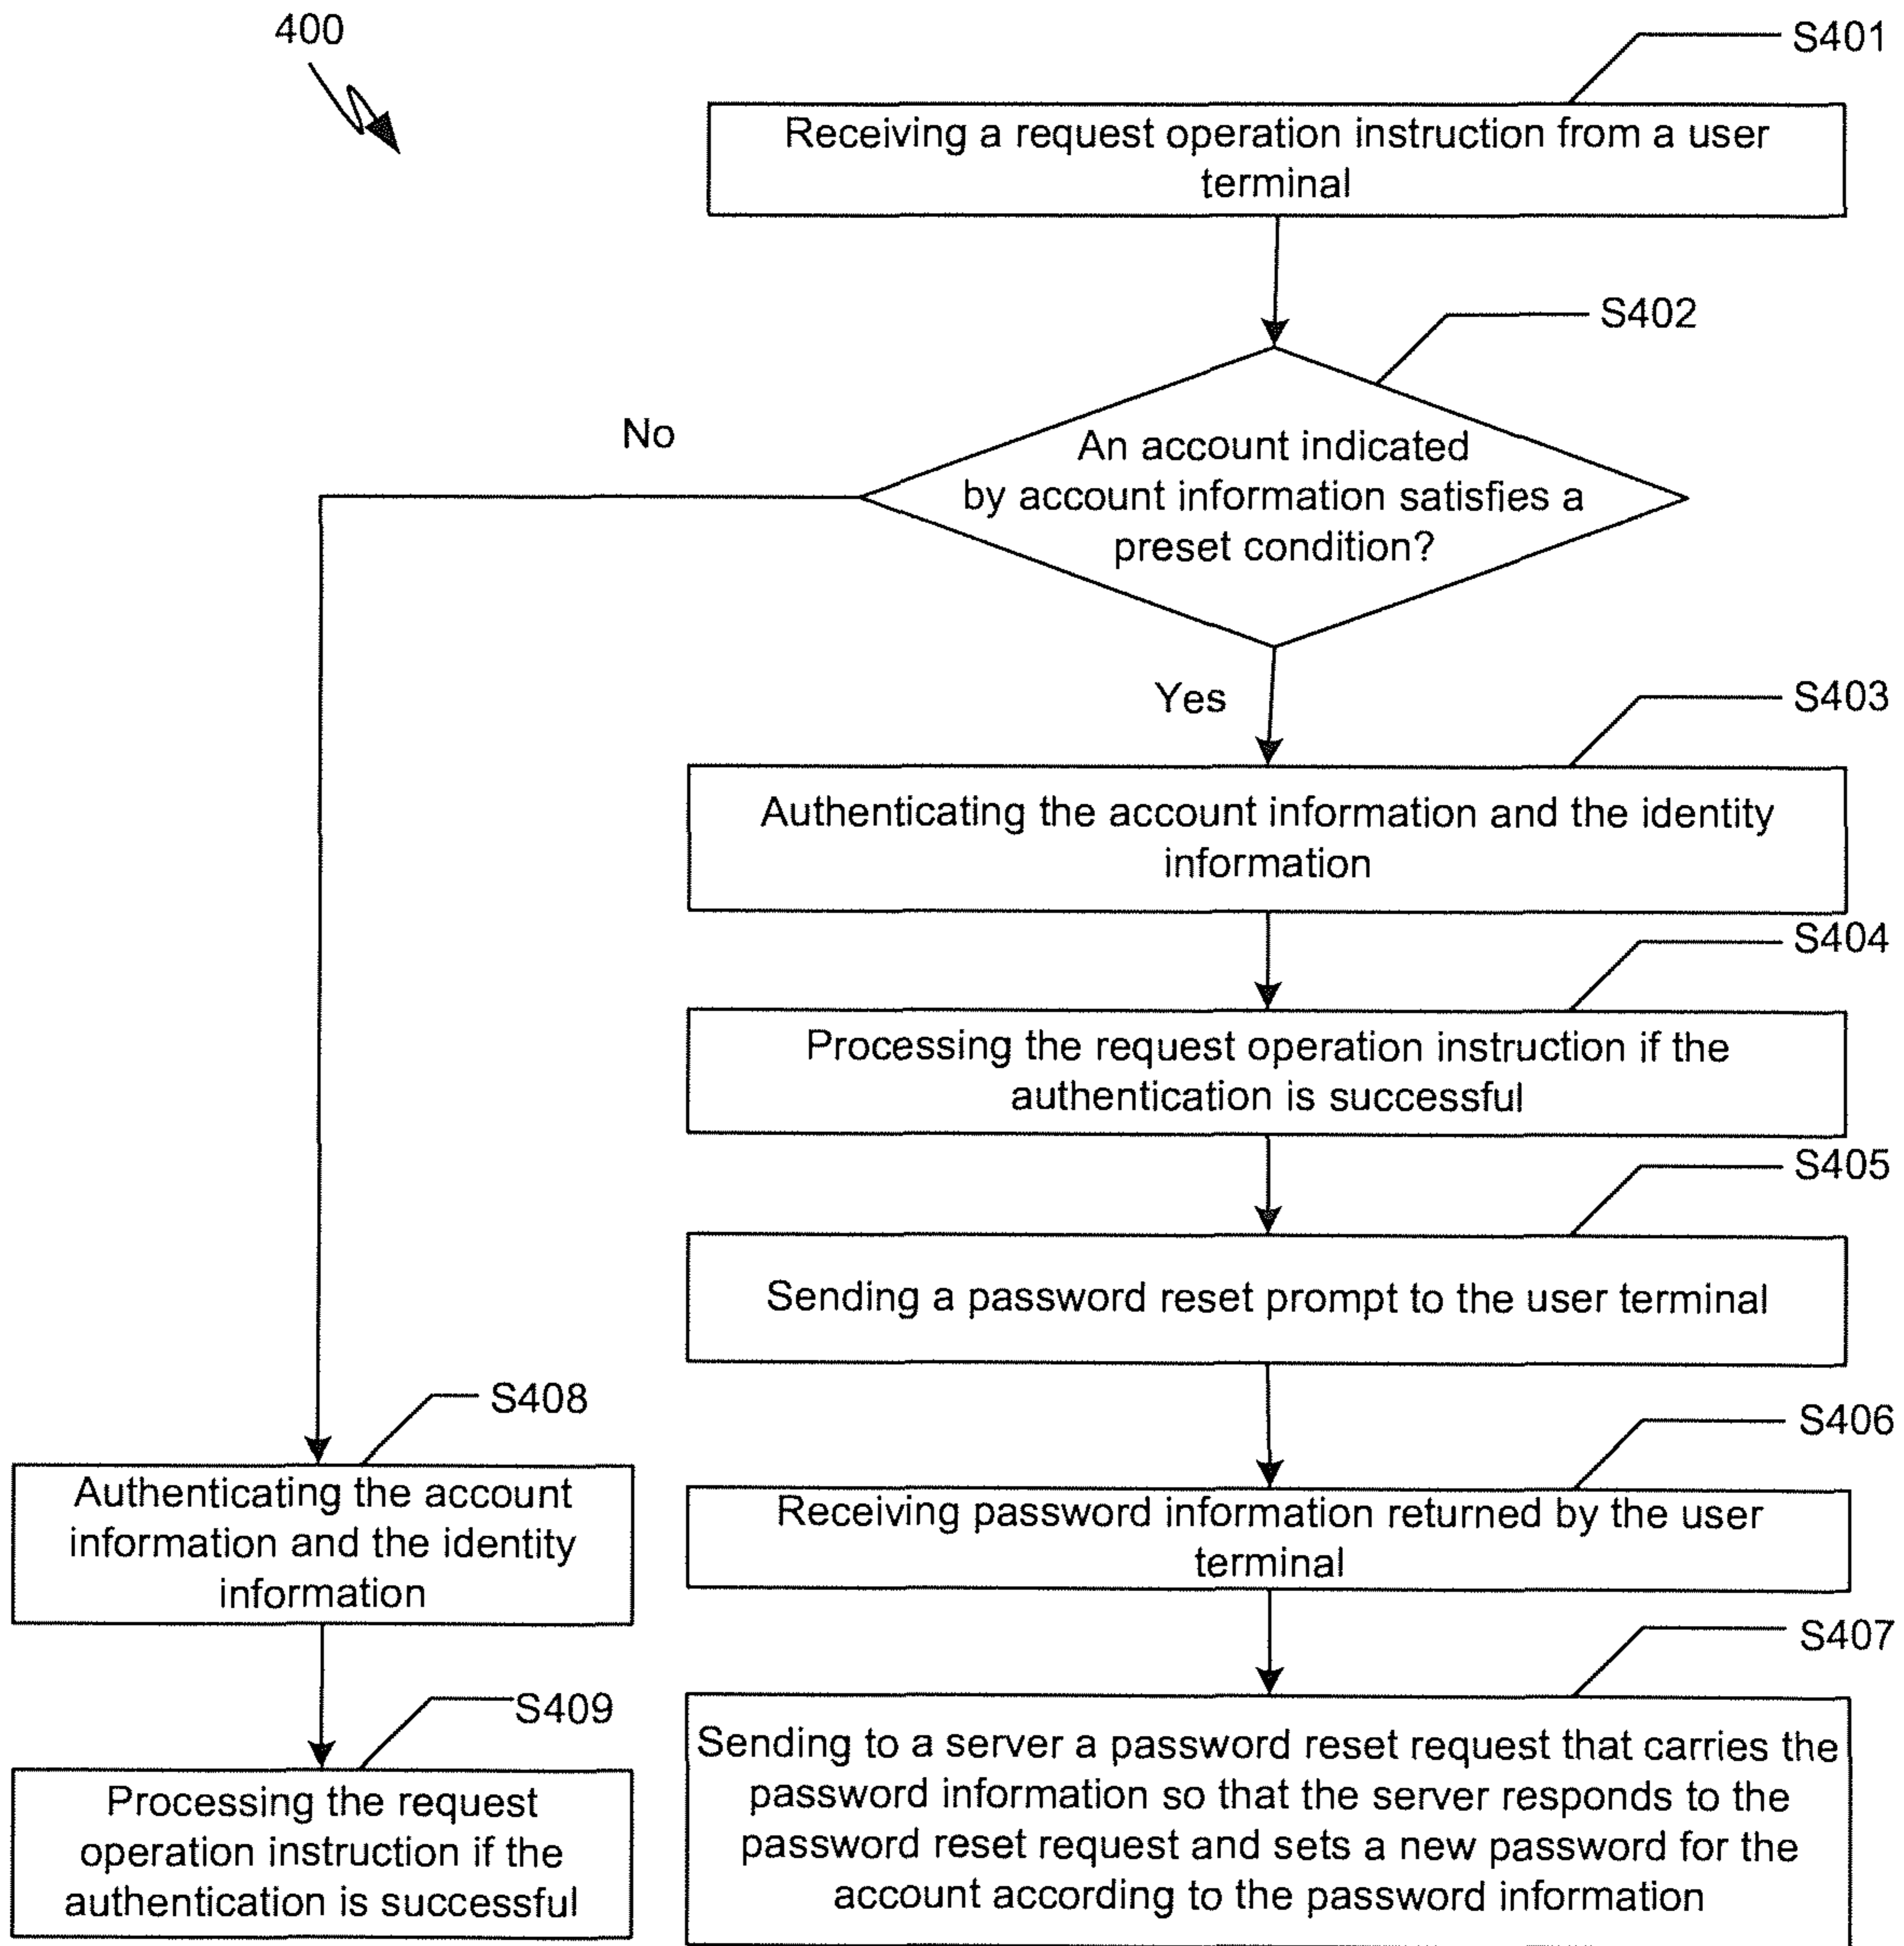 400
S401
Receiving a request operation instruction from a user
terminal
S402
An account indicated
by account information satisfies a
preset condition?
No
Yes
S403
Authenticating the account information and the identity
information
S404
Processing the request operation instruction if the
authentication is successful
S405
Sending a password reset prompt to the user terminal
S406
Receiving password information returned by the user
terminal
S407
Sending to a server a password reset request that carries the
password information so that the server responds to the
password reset request and sets a new password for the
account according to the password information
S408
Authenticating the account
information and the identity
information
S409
Processing the request
operation instruction if the
authentication is successful